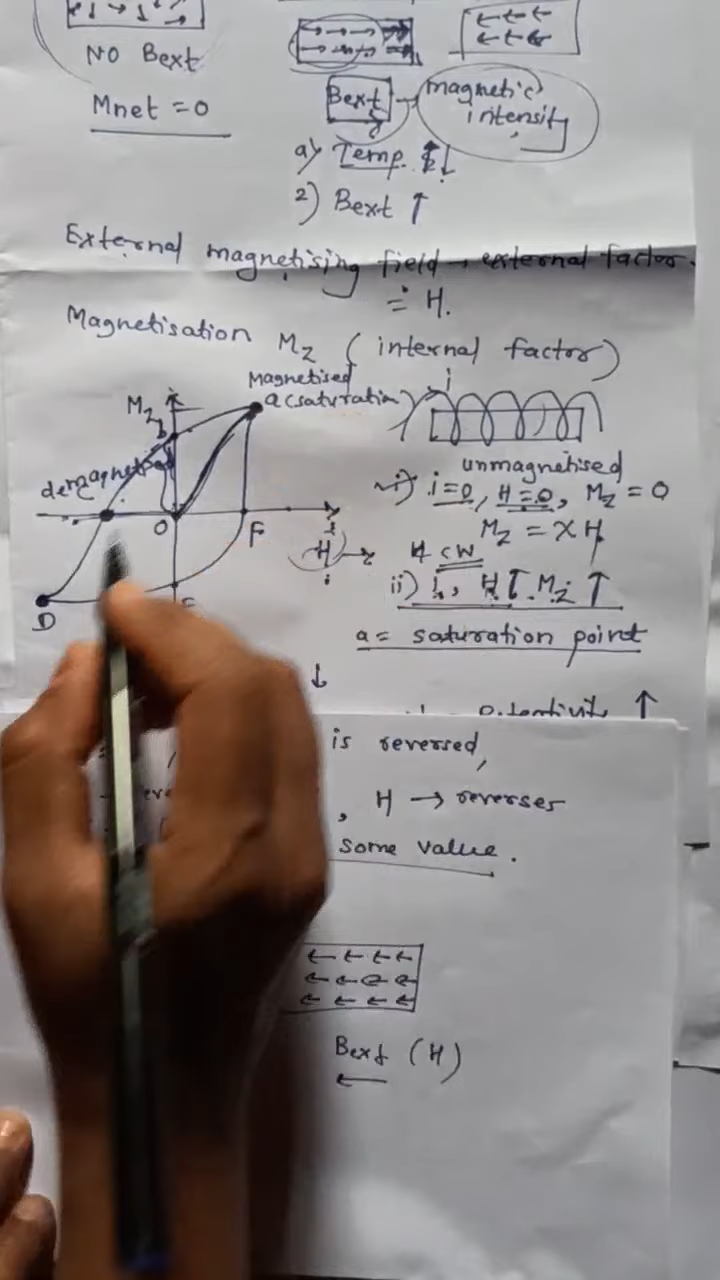 NO Bext
Mnet = 0
Bext → magnetic intensity
a) Temp ↓
2) Bext ↑
External magnetising field → external factor.
= H.
Magnetisation Mz (internal factor)
Magnetised
a (saturation)
i
Mz
b
demagnetised
O
F
H
D
unmagnetised
i) i=0, H=0, Mz = 0
Mz = X H
CW
ii) i, H↑ Mz ↑
a = saturation point
↓
↑
is reversed,
, H → reverses
some value.
Bext (H)
←